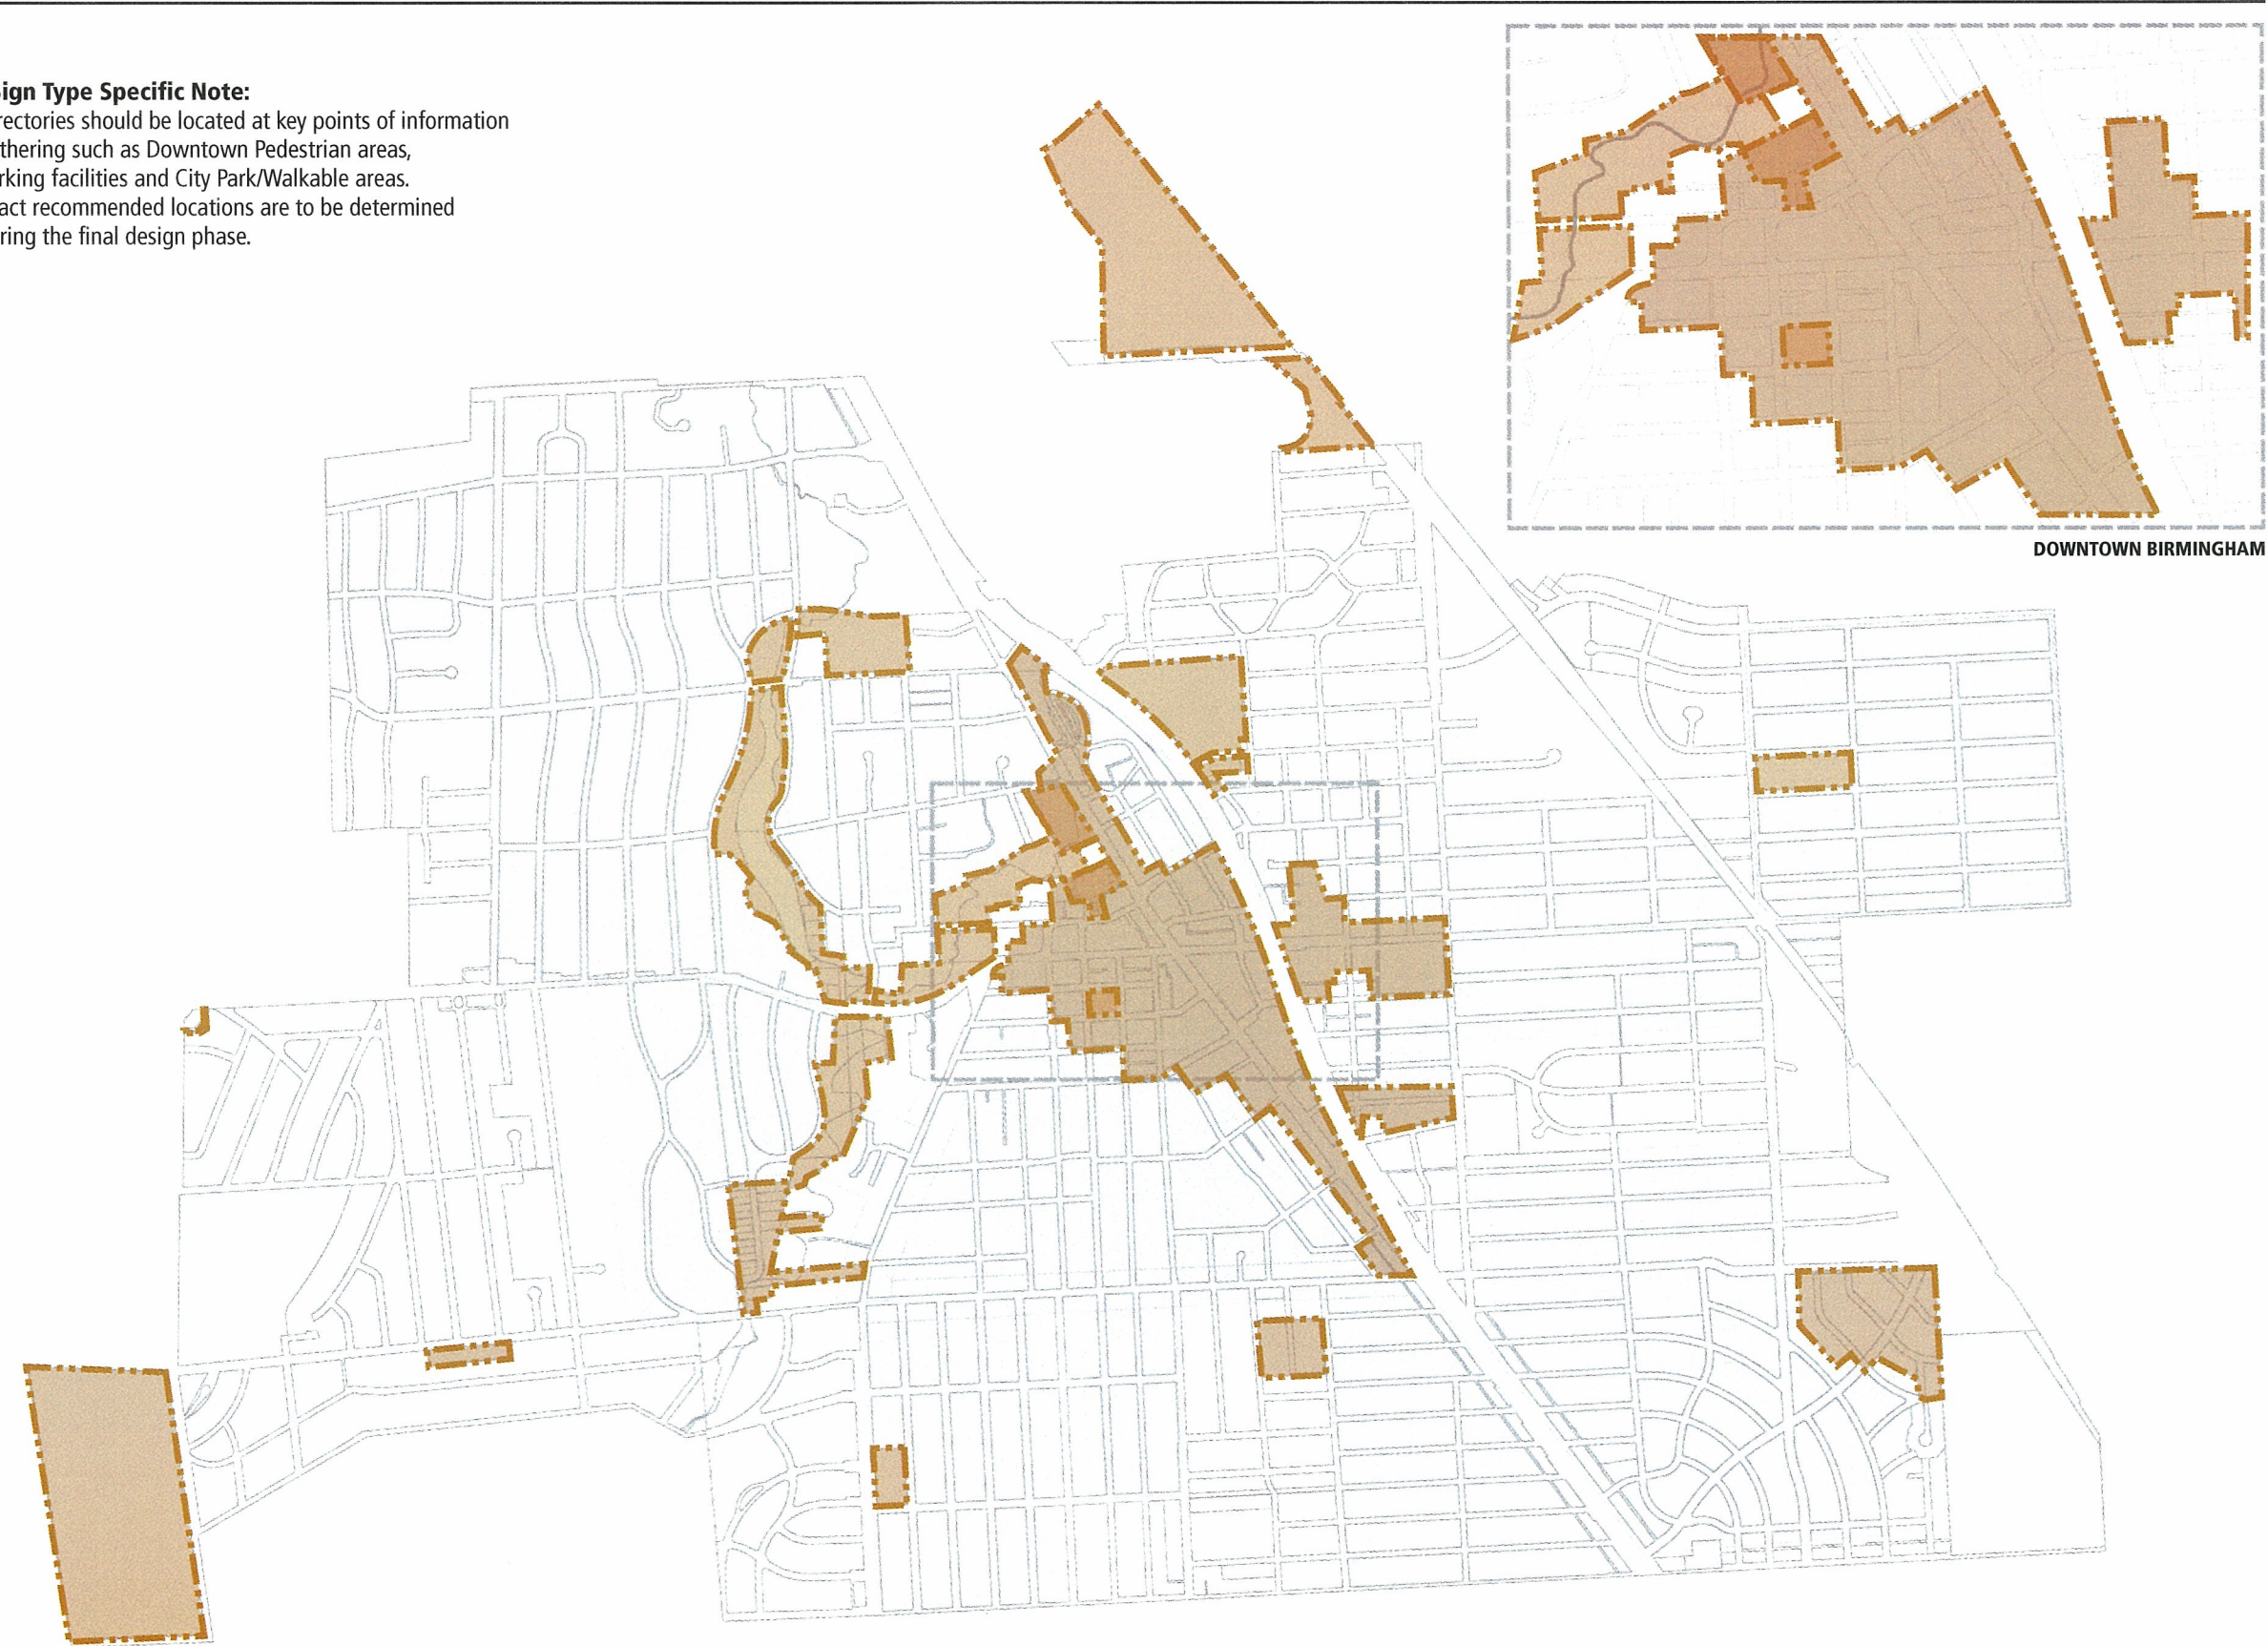 ign Type Specific Note:
rectories should be located at key points of information
thering such as Downtown Pedestrian areas,
rking facilities and City Park/Walkable areas.
act recommended locations are to be determined
ring the final design phase.
DOWNTOWN BIRMINGHAM